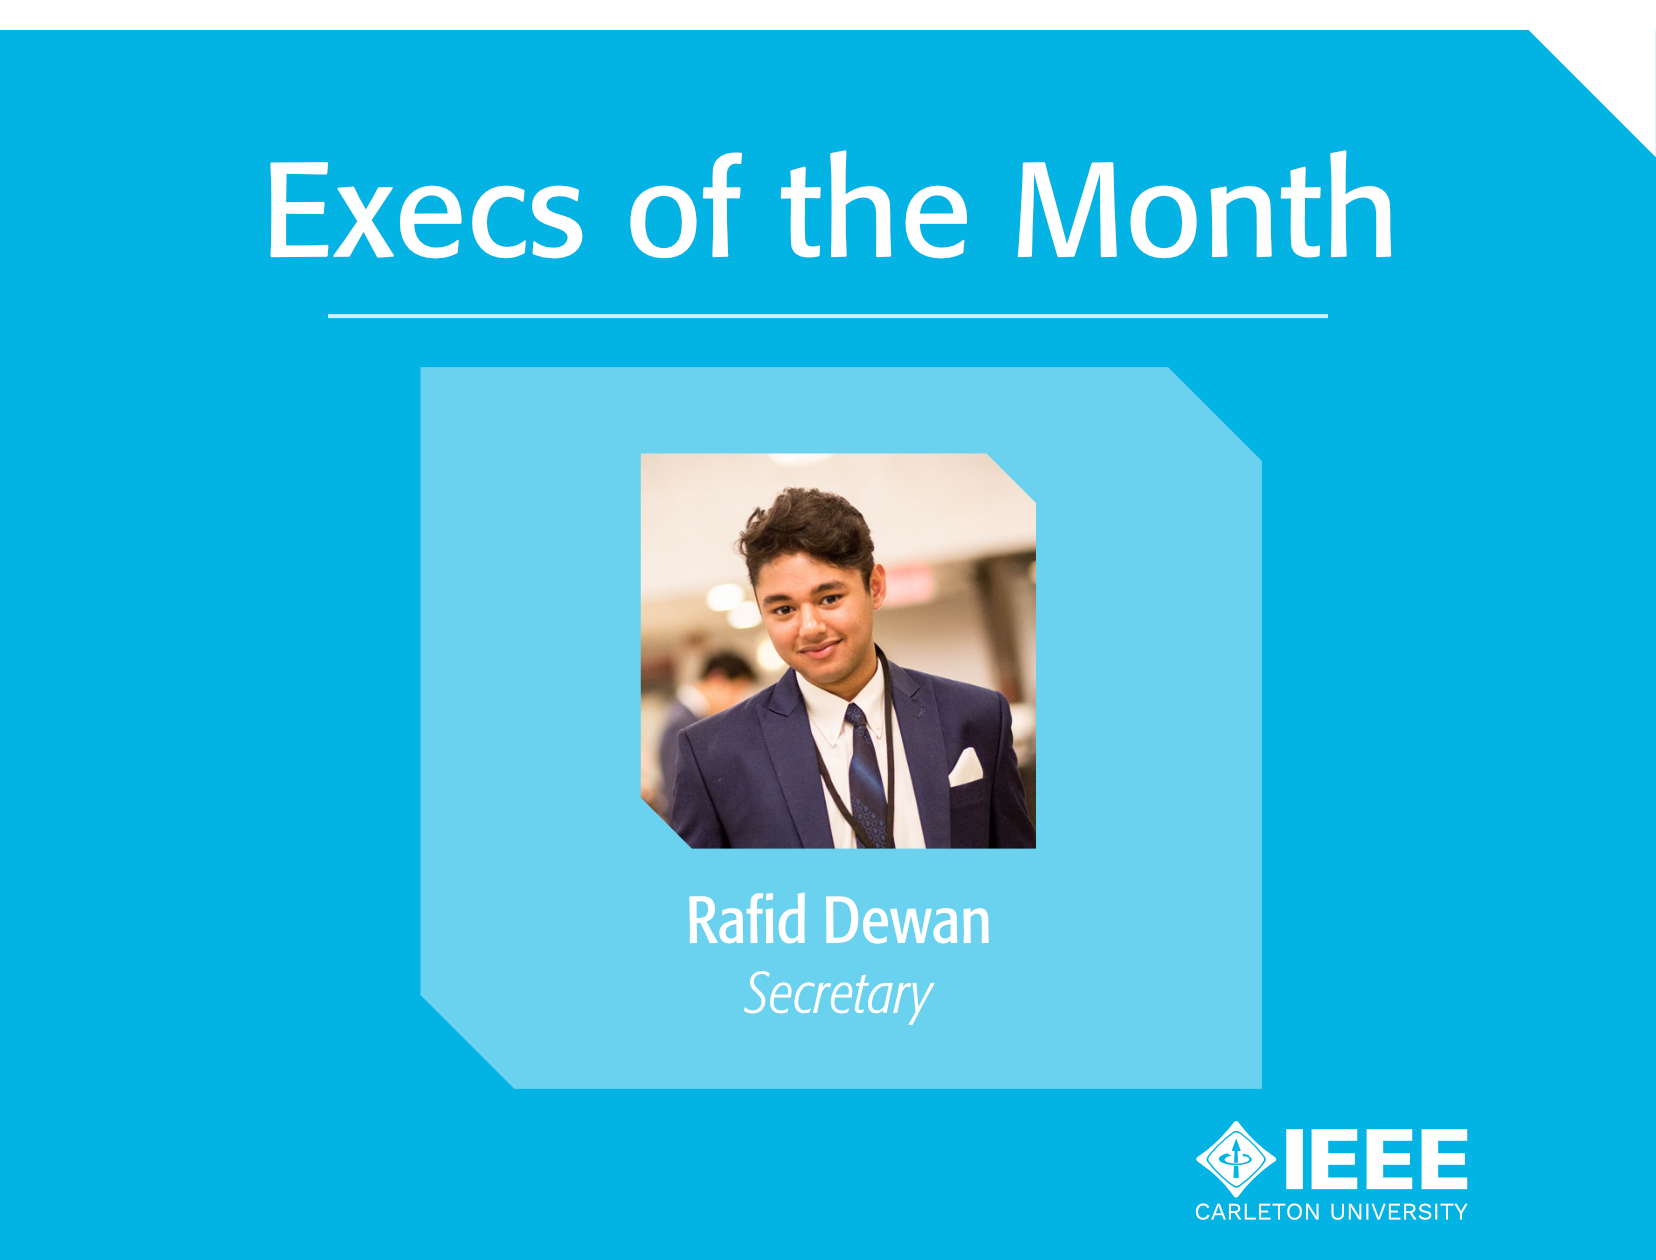 Execs of the Month
Rafid Dewan
Secretary
IEEE
CARLETON UNIVERSITY